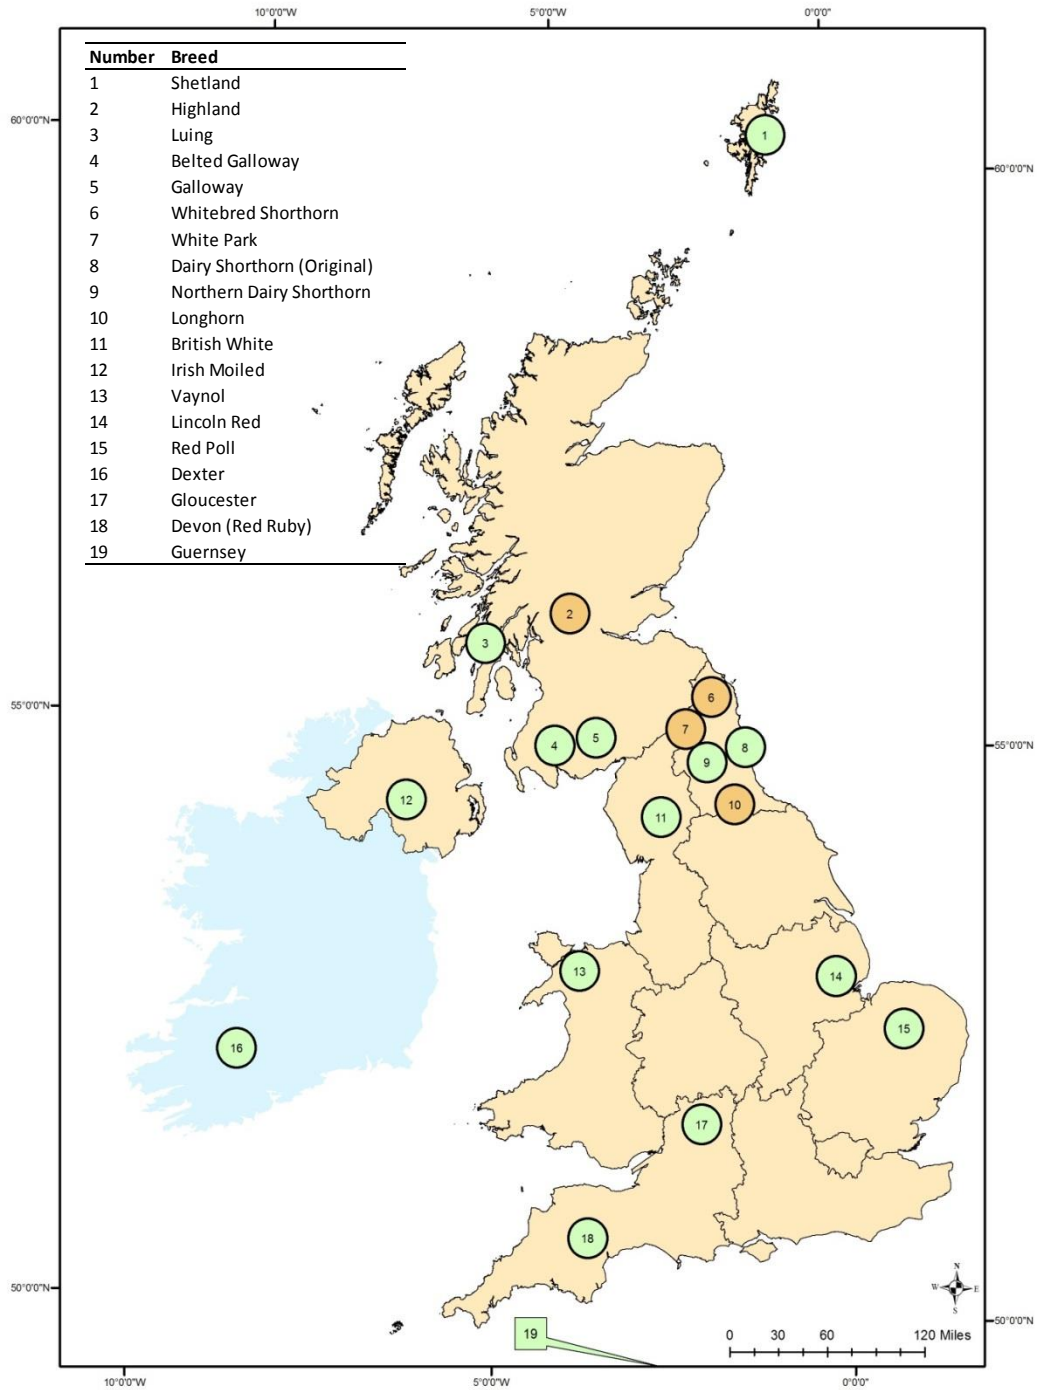 10°0'0"W 5°0'0"W 0°0'0"
Number Breed
1 Shetland
2 Highland
3 Luing
4 Belted Galloway
5 Galloway
6 Whitebred Shorthorn
7 White Park
8 Dairy Shorthorn (Original)
9 Northern Dairy Shorthorn
10 Longhorn
11 British White
12 Irish Moiled
13 Vaynol
14 Lincoln Red
15 Red Poll
16 Dexter
17 Gloucester
18 Devon (Red Ruby)
19 Guernsey
60°0'0"N
1
60°0'0"N
2
3
6
55°0'0"N
7
5
4
8
55°0'0"N
9
12
10
11
13
14
15
16
17
18
N
W E
S
50°0'0"N
50°0'0"N
19
0 30 60 120 Miles
10°0'0"W 5°0'0"W 0°0'0"